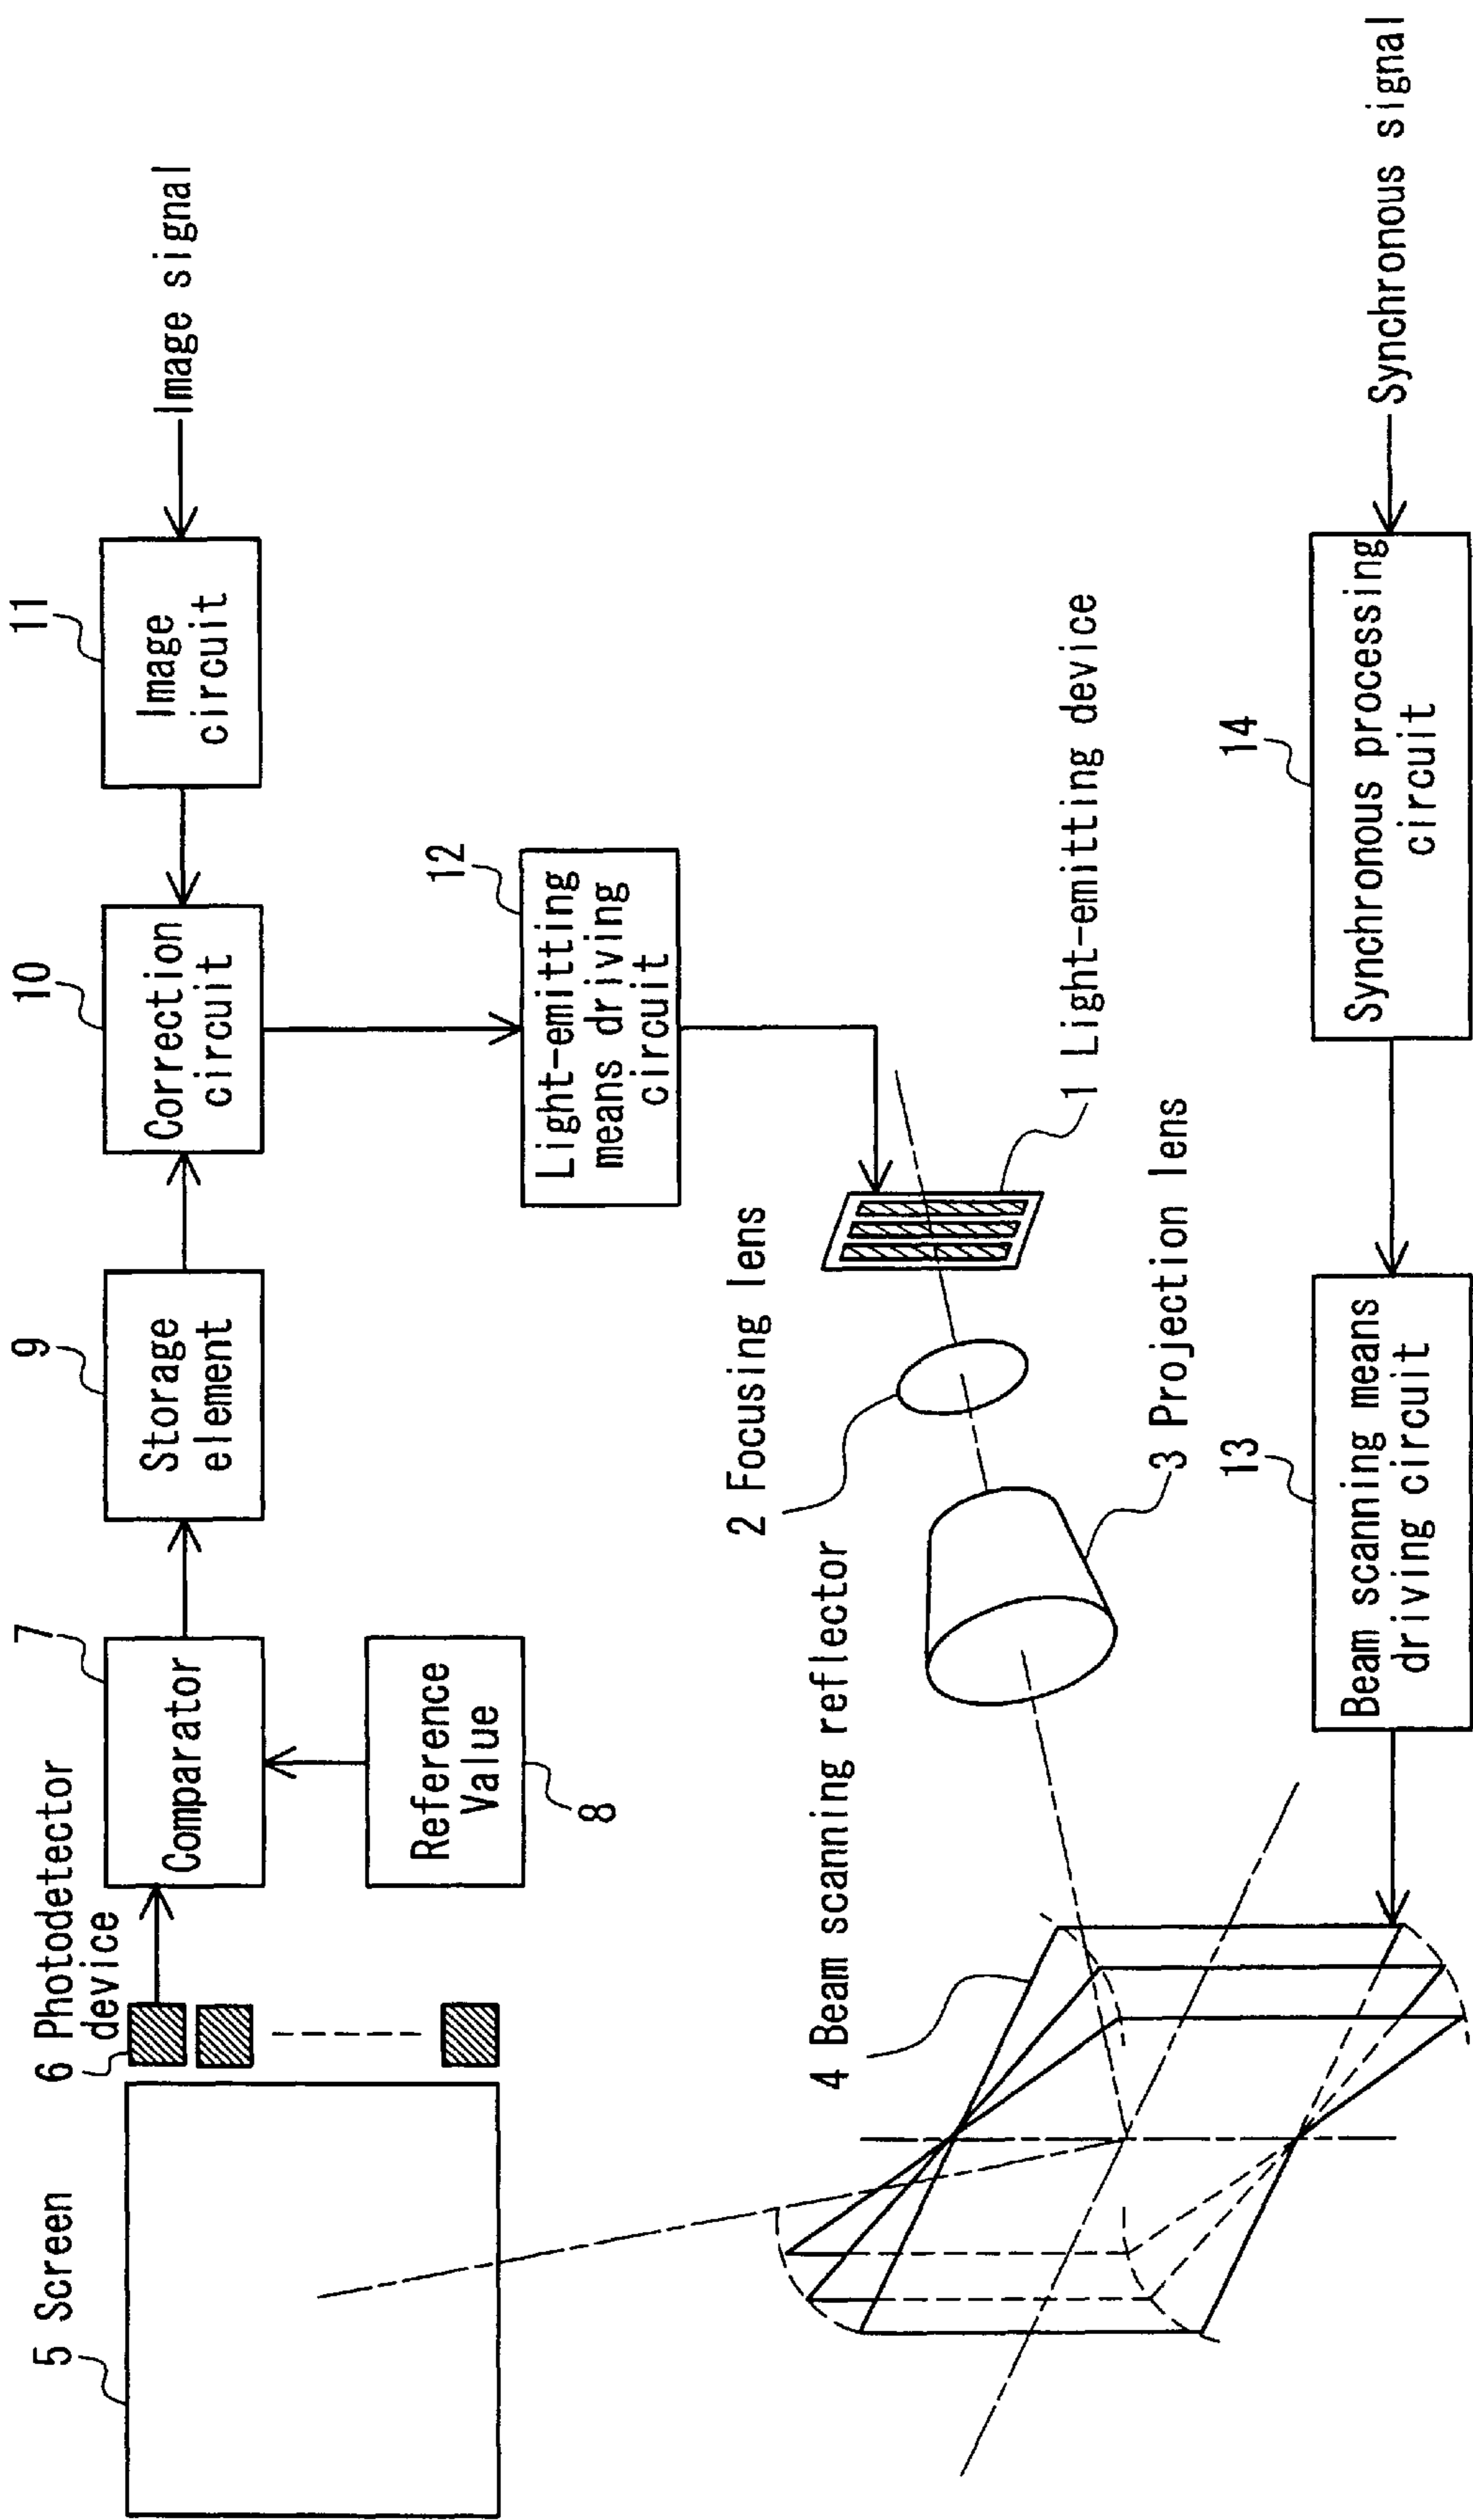 5 Screen
6 Photodetector
device
7
Comparator
Reference
Value
8
9
Storage
element
10
Correction
circuit
11
Image
circuit
Image signal
12
Light-emitting
means driving
circuit
4 Beam scanning reflector
2 Focusing lens
3 Projection lens
1 Light-emitting device
13
Beam scanning means
driving circuit
14
Synchronous processing
circuit
Synchronous signal